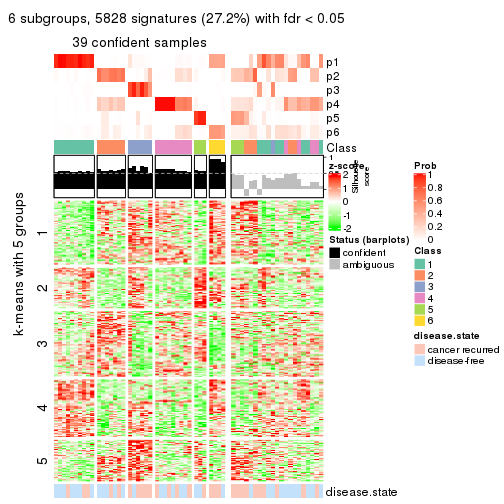 6 subgroups, 5828 signatures (27.2%) with fdr < 0.05
39 confident samples
p1
p2
p3
p4
p5
p6
Class
1
z-score
2
1
0
-1
-2
Silhouette
score
Status (barplots)
confident
ambiguous
Prob
1
0.8
0.6
0.4
0.2
0
Class
1
2
3
4
5
6
disease.state
cancer recurred
disease-free
k-means with 5 groups
1
2
3
4
5
disease.state